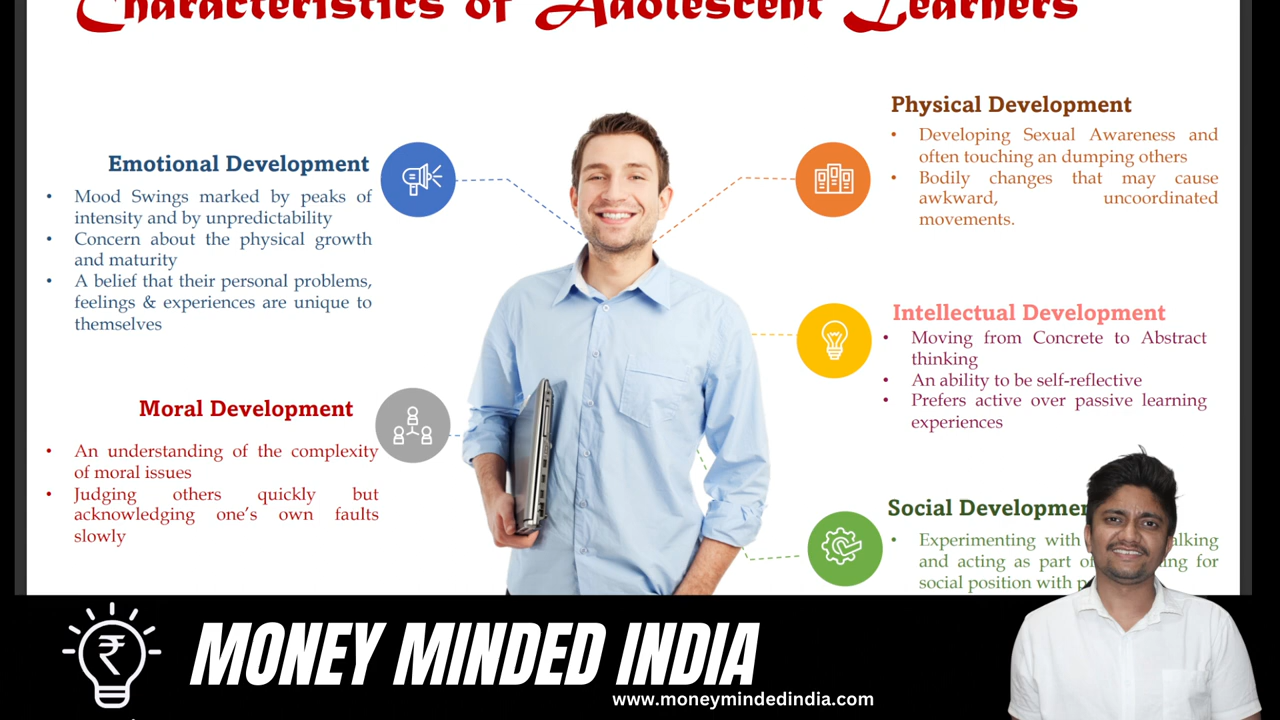 Characteristics of Adolescent Learners
Emotional Development
• Mood Swings marked by peaks of
intensity and by unpredictability
• Concern about the physical growth
and maturity
• A belief that their personal problems,
feelings & experiences are unique to
themselves
Moral Development
• An understanding of the complexity
of moral issues
• Judging others quickly but
acknowledging one's own faults
slowly
Physical Development
• Developing Sexual Awareness and
often touching an dumping others
• Bodily changes that may cause
awkward, uncoordinated
movements.
Intellectual Development
• Moving from Concrete to Abstract
thinking
• An ability to be self-reflective
• Prefers active over passive learning
experiences
Social
• Experimenting with
and acting as part for
social position with
₹
MONEY MINDED INDIA
www.moneymindedindia.com